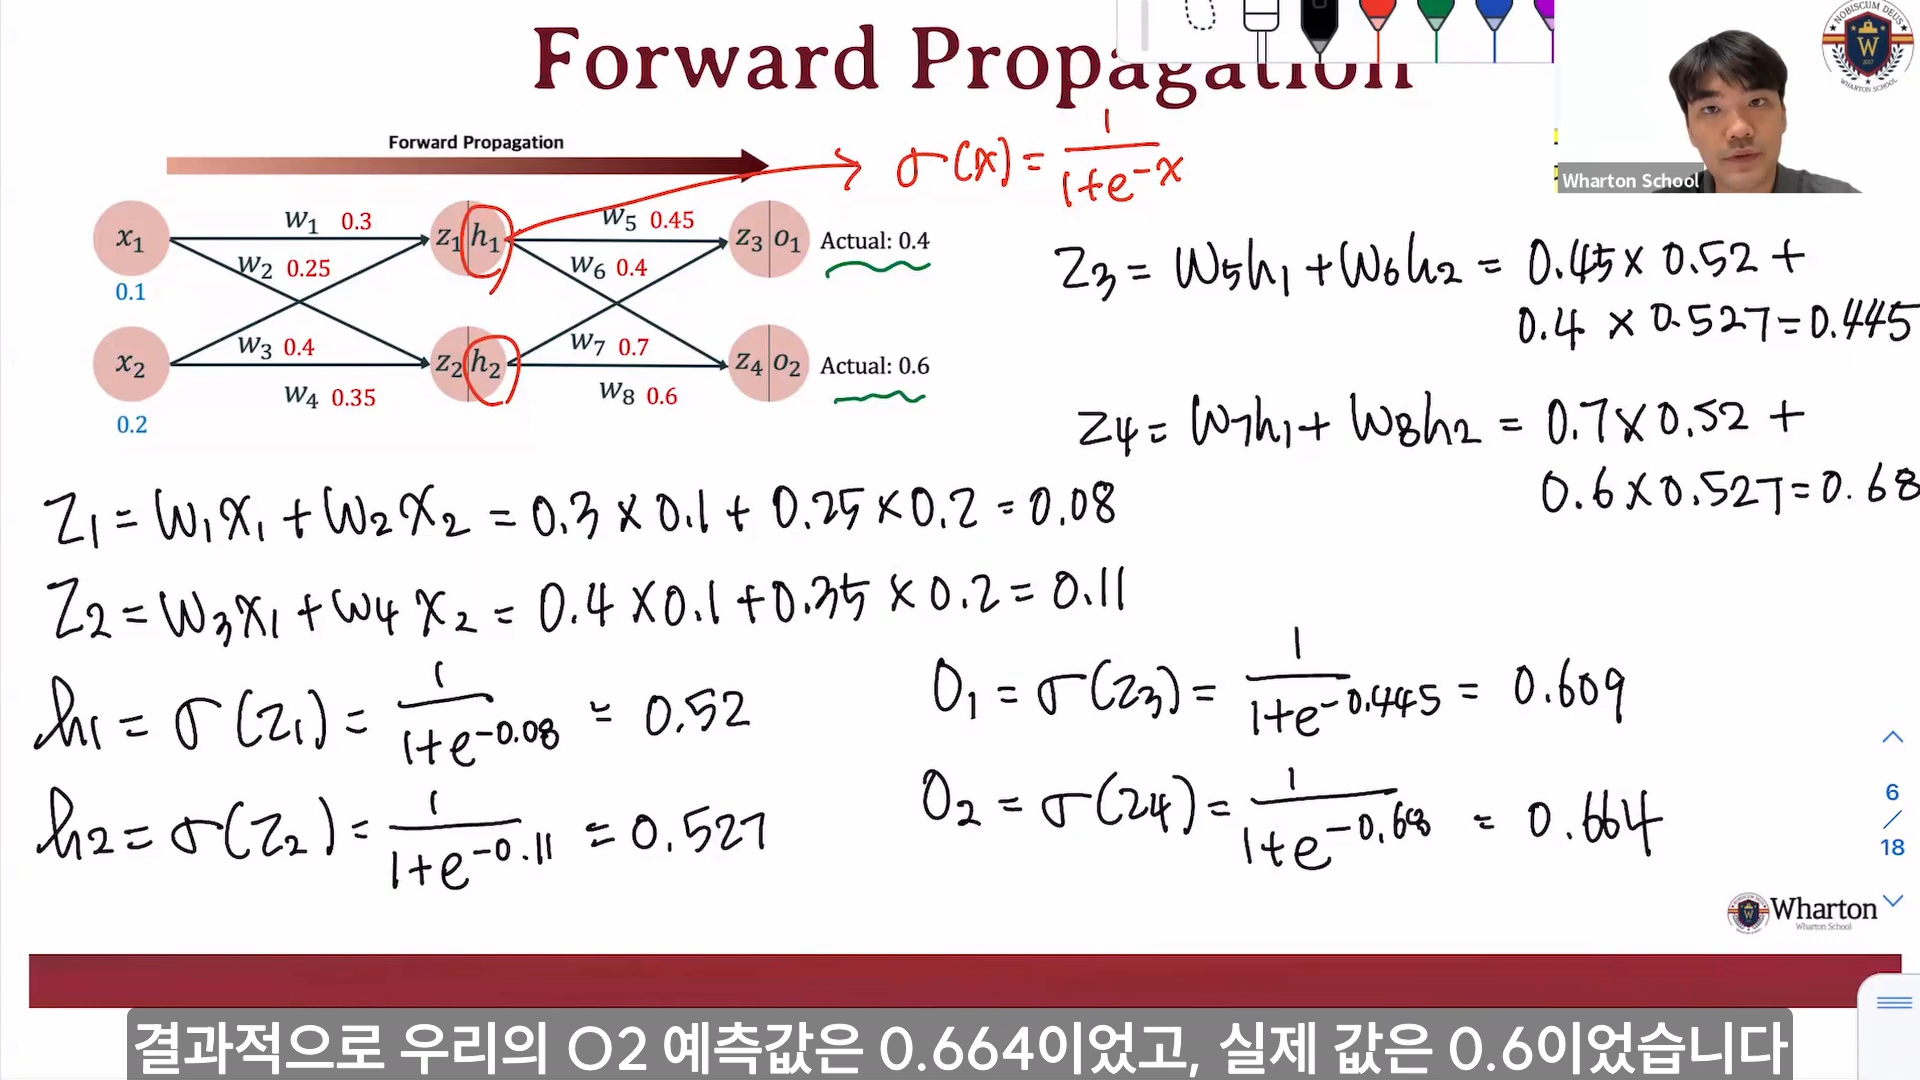 Forward Propagation
NOBISCUM DEUS
W
2017
WHARTON SCHOOL
Wharton School
Forward Propagation
σ(x) = 1 / 1+e^-x
x₁
0.1
w₁ 0.3
w₂ 0.25
z₁ h₁
w₅ 0.45
w₆ 0.4
z₃ o₁
Actual: 0.4
x₂
0.2
w₃ 0.4
w₄ 0.35
z₂ h₂
w₇ 0.7
w₈ 0.6
z₄ o₂
Actual: 0.6
Z₃ = W₅h₁ + W₆h₂ = 0.45 × 0.52 +
0.4 × 0.527 = 0.445
Z₄ = W₇h₁ + W₈h₂ = 0.7 × 0.52 +
0.6 × 0.527 = 0.68
Z₁ = W₁X₁ + W₂X₂ = 0.3 × 0.1 + 0.25 × 0.2 = 0.08
Z₂ = W₃X₁ + W₄X₂ = 0.4 × 0.1 + 0.35 × 0.2 = 0.11
h₁ = σ(Z₁) = 1 / 1+e^-0.08 ≒ 0.52
h₂ = σ(Z₂) = 1 / 1+e^-0.11 ≒ 0.527
O₁ = σ(Z₃) = 1 / 1+e^-0.445 = 0.609
O₂ = σ(Z4) = 1 / 1+e^-0.68 ≒ 0.664
6
/
18
Wharton
Wharton School
결과적으로 우리의 O2 예측값은 0.664이었고, 실제 값은 0.6이었습니다